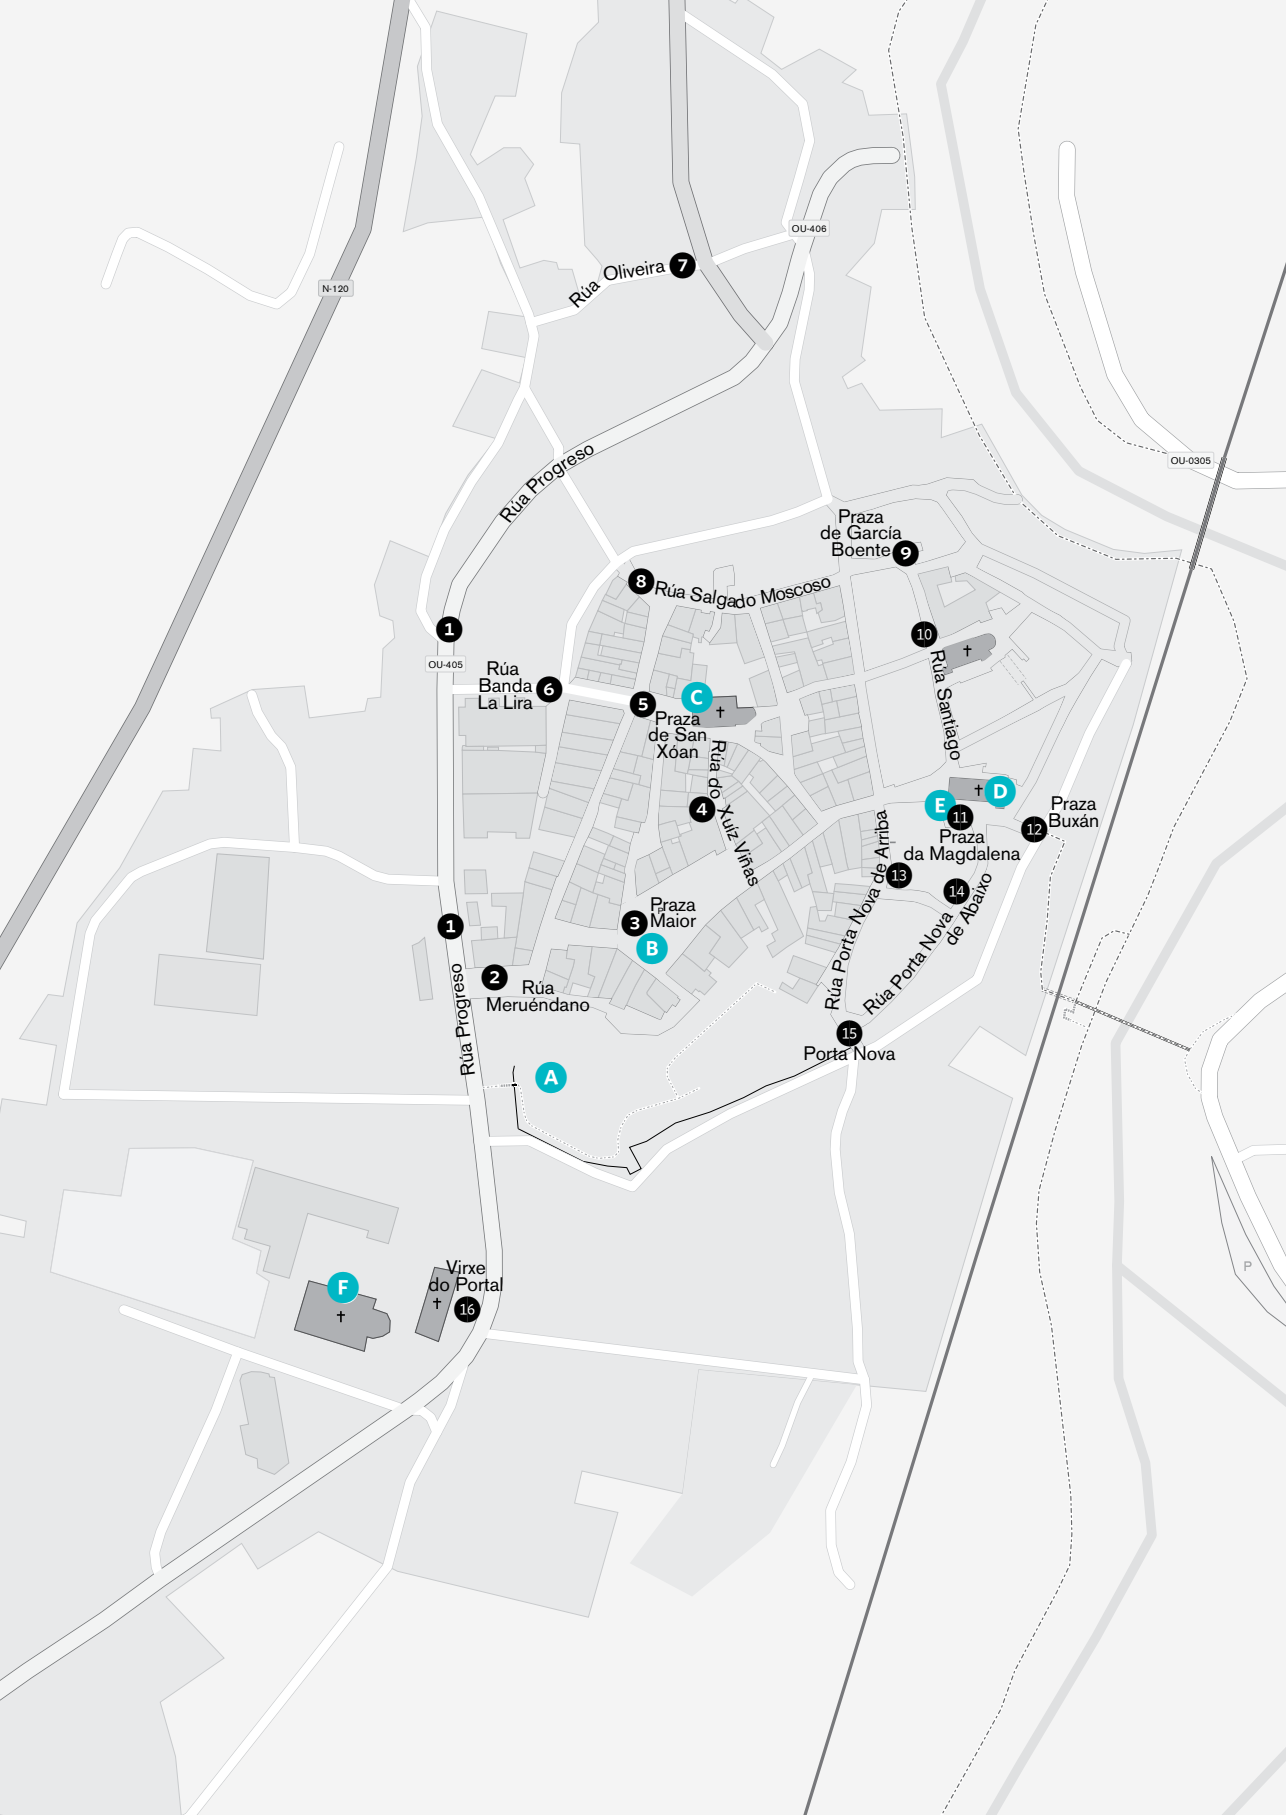 OU-406
Rúa Oliveira
7
N-120
OU-0305
Rúa Progreso
Praza
de García
Boente
9
8
Rúa Salgado Moscoso
1
10
OU-405
Rúa
Banda
La Lira
6
5
C
Praza
de San
Xóan
Rúa Santiago
Rúa do Xuíz Viñas
4
E
D
11
Praza
da Magdalena
Praza
Buxán
12
Rúa Porta Nova de Arriba
13
14
Rúa Porta Nova
de Abaixo
1
Praza
Maior
3
B
2
Rúa
Meruéndano
Rúa Progreso
15
Porta Nova
A
Virxe
do Portal
F
16
P